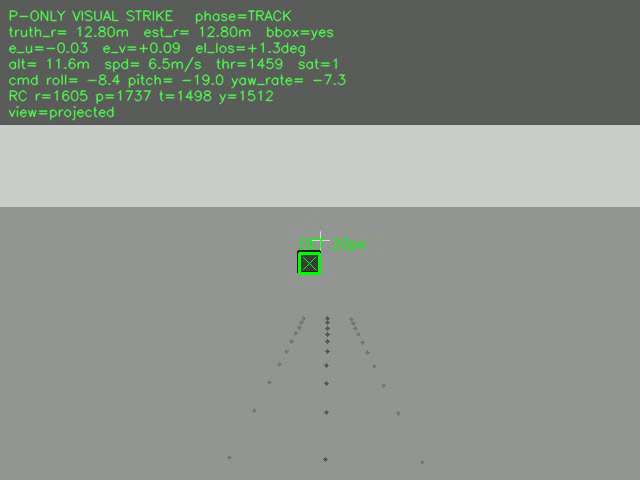 P-ONLY VISUAL STRIKE phase=TRACK
truth_r= 12.80m est_r= 12.80m bbox=yes
e_u=-0.03 e_v=+0.09 el_los=+1.3deg
alt= 11.6m spd= 6.5m/s thr=1459 sat=1
cmd roll= -8.4 pitch= -19.0 yaw_rate= -7.3
RC r=1605 p=1737 t=1498 y=1512
view=projected
20px